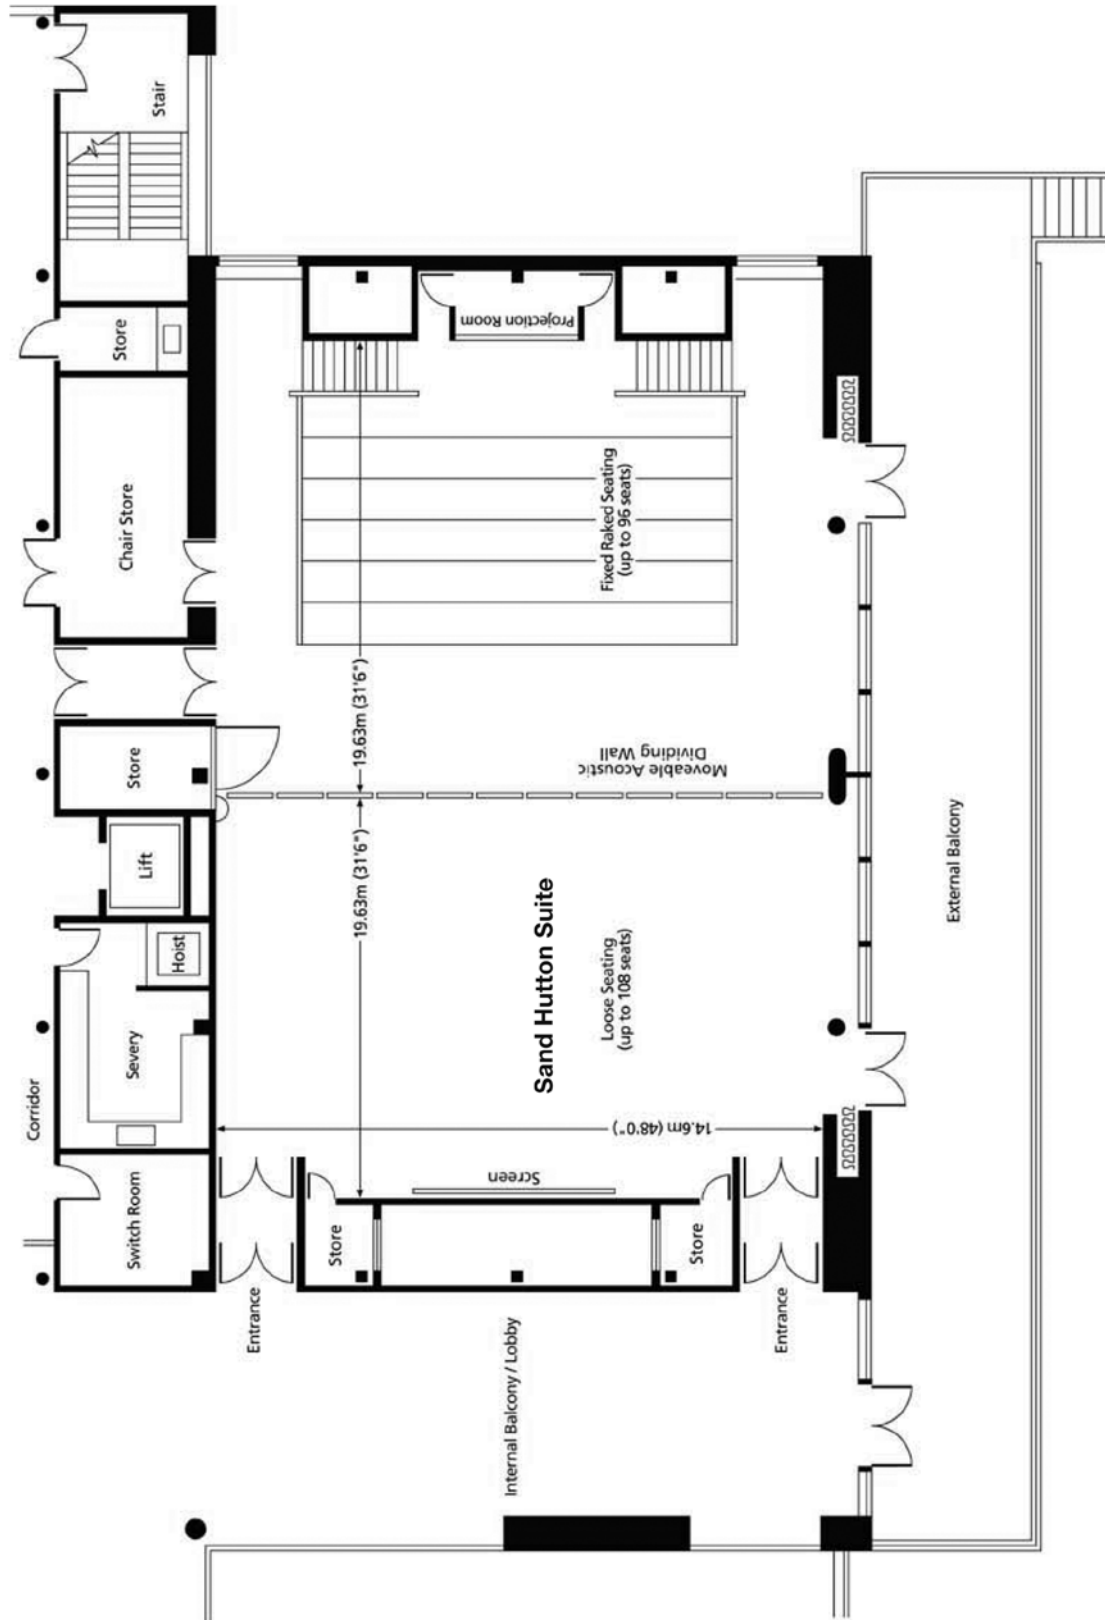 Stair
Store
Projection Room
Chair Store
Fixed Raked Seating
(up to 96 seats)
19.63m (31'6")
Moveable Acoustic
Dividing Wall
Store
Lift
19.63m (31'6")
Sand Hutton Suite
Loose Seating
(up to 108 seats)
External Balcony
Hoist
Severy
Corridor
14.6m (48'0")
Screen
Switch Room
Store
Store
Entrance
Entrance
Internal Balcony / Lobby